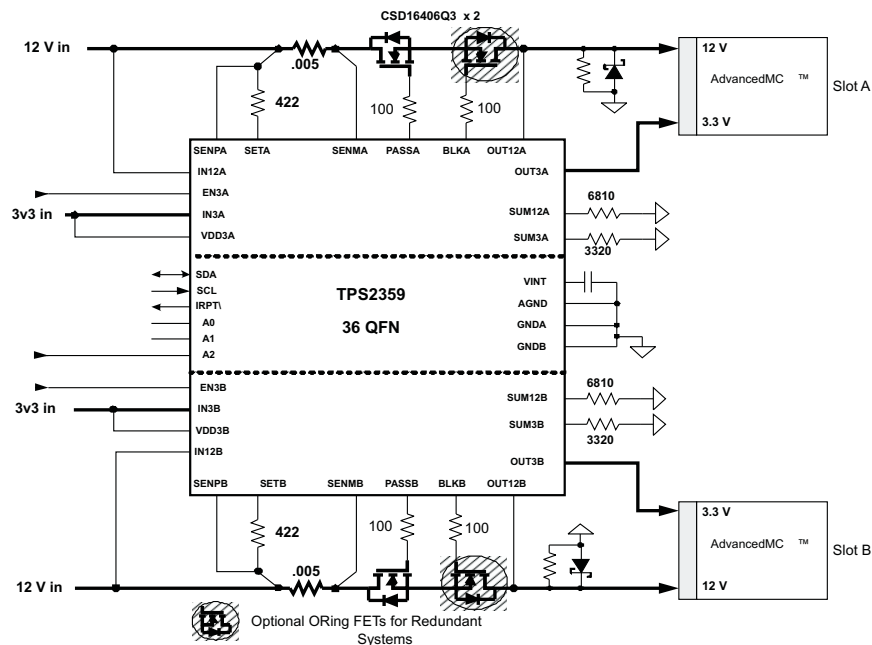 CSD16406Q3 x 2
12 V in
.005
422
100
100
12 V
AdvancedMC ™
3.3 V
Slot A
SENPA
SETA
SENMA
PASSA
BLKA
OUT12A
IN12A
OUT3A
EN3A
3v3 in
IN3A
VDD3A
SUM12A
6810
SUM3A
3320
SDA
SCL
IRPT\
A0
A1
A2
TPS2359
36 QFN
VINT
AGND
GNDA
GNDB
EN3B
3v3 in
IN3B
VDD3B
IN12B
SUM12B
6810
SUM3B
3320
OUT3B
SENPB
SETB
SENMB
PASSB
BLKB
OUT12B
422
100
100
3.3 V
AdvancedMC ™
12 V
Slot B
12 V in
.005
Optional ORing FETs for Redundant
Systems